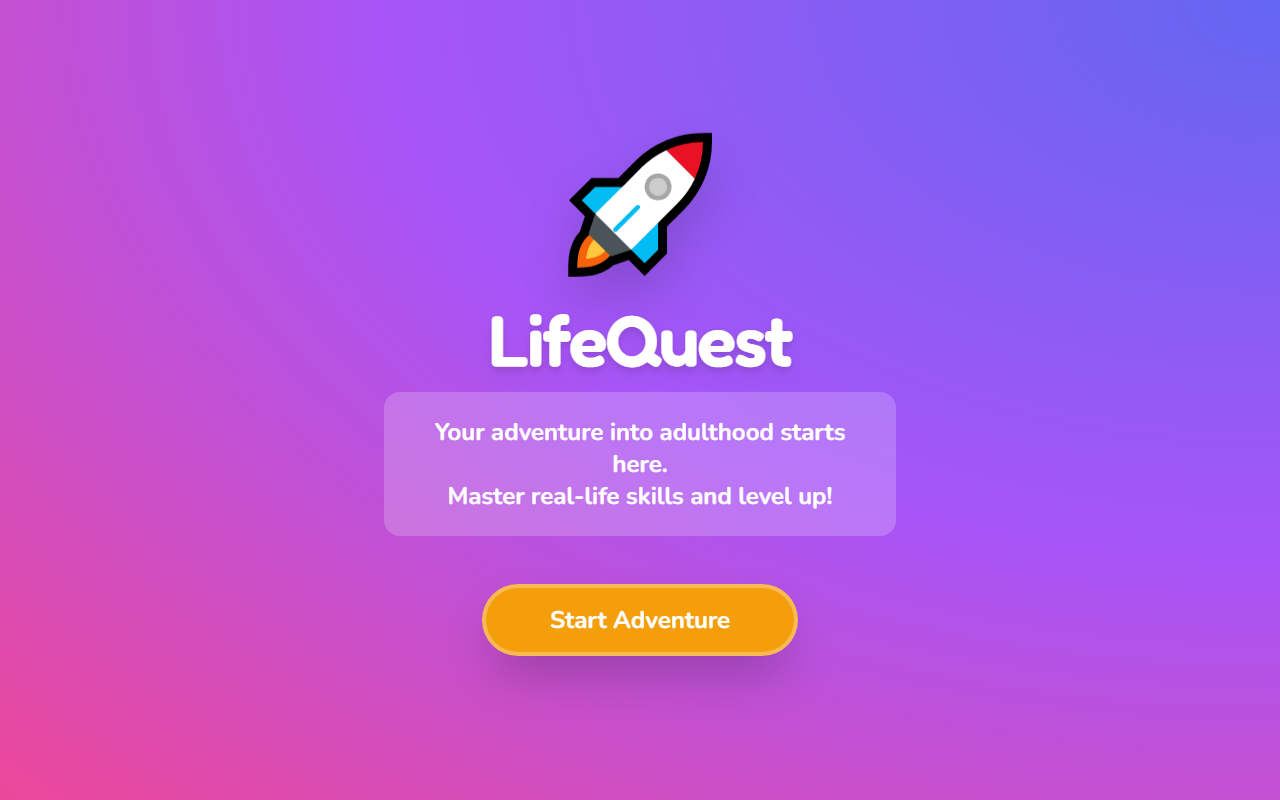 LifeQuest
Your adventure into adulthood starts
here.
Master real-life skills and level up!
Start Adventure